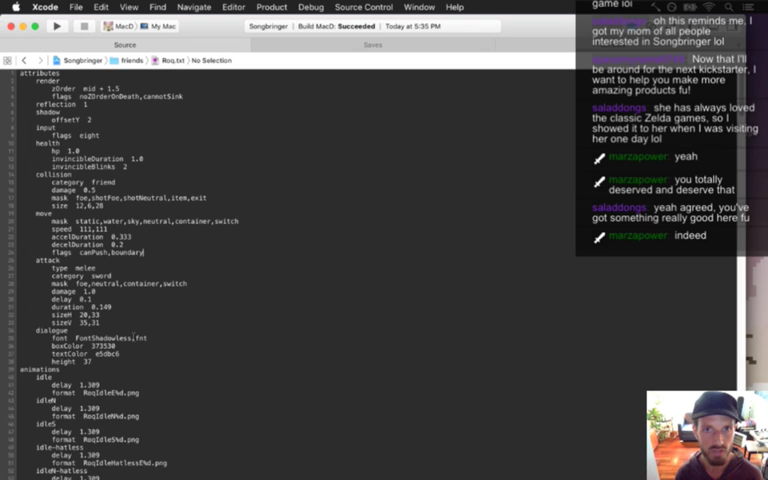 Xcode File Edit View Find Navigate Editor Product Debug Source Control Window Help
MacD My Mac
Songbringer Build MacD: Succeeded Today at 5:35 PM
Source Saves
Songbringer friends Roq.txt No Selection
attributes
render
zOrder mid + 1.5
flags noZOrderOnDeath,cannotSink
reflection 1
shadow
offsetY 2
input
flags eight
health
hp 1.0
invincibleDuration 1.0
invincibleBlinks 2
collision
category friend
damage 0.5
mask foe,shotFoe,shotNeutral,item,exit
size 12,6,28
move
mask static,water,sky,neutral,container,switch
speed 111,111
accelDuration 0.333
decelDuration 0.2
flags canPush,boundary
attack
type melee
category sword
mask foe,neutral,container,switch
damage 1.0
delay 0.1
duration 0.149
sizeH 20,33
sizeV 35,31
dialogue
font FontShadowless.fnt
boxColor 373530
textColor e5dbc6
height 37
animations
idle
delay 1.309
format RoqIdleE%d.png
idleN
delay 1.309
format RoqIdleN%d.png
idleS
delay 1.309
format RoqIdleS%d.png
idle-hatless
delay 1.309
format RoqIdleHatlessE%d.png
idleN-hatless
delay 1.309
game lol
oh this reminds me, I
got my mom of all people
interested in Songbringer lol
Now that I'll
be around for the next kickstarter, I
want to help you make more
amazing products fu!
saladdongs she has always loved
the classic Zelda games, so I
showed it to her when I was visiting
her one day lol
marzapower yeah
marzapower you totally
deserved and deserve that
saladdongs yeah agreed, you've
got something really good here fu
marzapower indeed